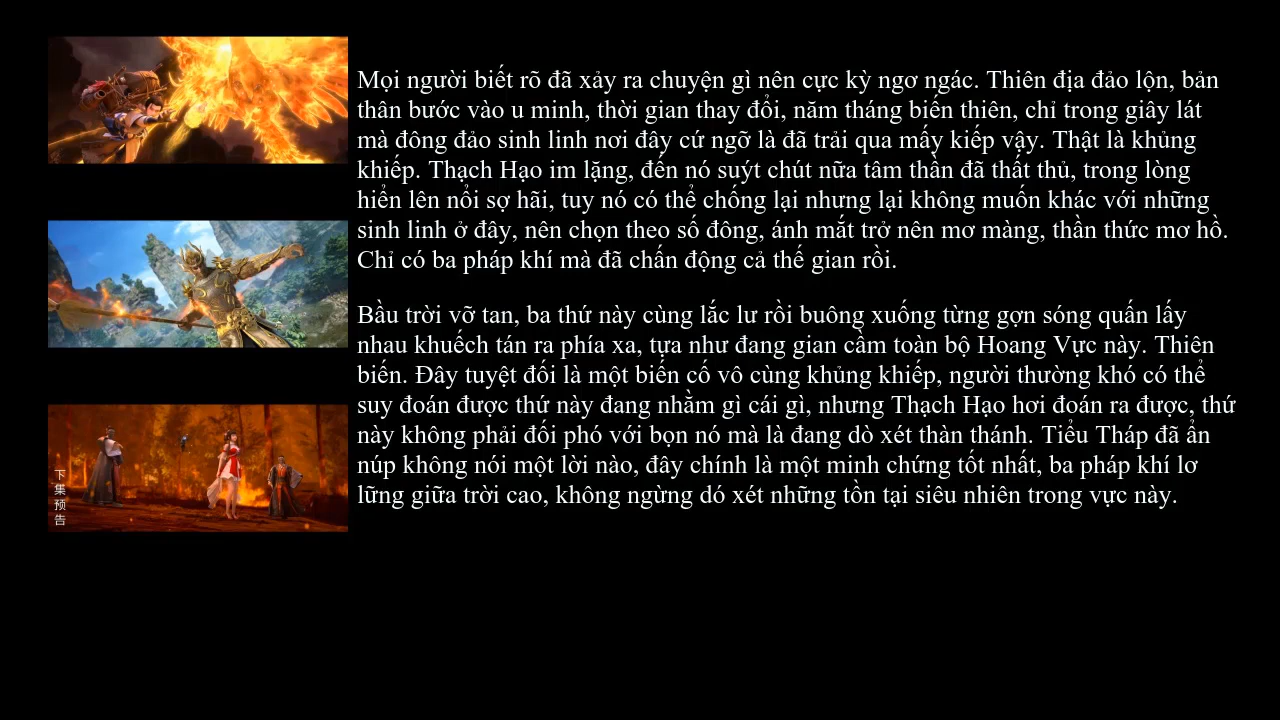 Mọi người biết rõ đã xảy ra chuyện gì nên cực kỳ ngơ ngác. Thiên địa đảo lộn, bản
thân bước vào u minh, thời gian thay đổi, năm tháng biến thiên, chỉ trong giây lát
mà đông đảo sinh linh nơi đây cứ ngỡ là đã trải qua mấy kiếp vậy. Thật là khủng
khiếp. Thạch Hạo im lặng, đến nó suýt chút nữa tâm thần đã thất thủ, trong lòng
hiển lên nổi sợ hãi, tuy nó có thể chống lại nhưng lại không muốn khác với những
sinh linh ở đây, nên chọn theo số đông, ánh mắt trở nên mơ màng, thần thức mơ hồ.
Chỉ có ba pháp khí mà đã chấn động cả thế gian rồi.
Bầu trời vỡ tan, ba thứ này cùng lắc lư rồi buông xuống từng gợn sóng quấn lấy
nhau khuếch tán ra phía xa, tựa như đang gian cầm toàn bộ Hoang Vực này. Thiên
biến. Đây tuyệt đối là một biến cố vô cùng khủng khiếp, người thường khó có thể
suy đoán được thứ này đang nhằm gì cái gì, nhưng Thạch Hạo hơi đoán ra được, thứ
này không phải đối phó với bọn nó mà là đang dò xét thàn thánh. Tiểu Tháp đã ẩn
núp không nói một lời nào, đây chính là một minh chứng tốt nhất, ba pháp khí lơ
lững giữa trời cao, không ngừng dó xét những tồn tại siêu nhiên trong vực này.
下集预告